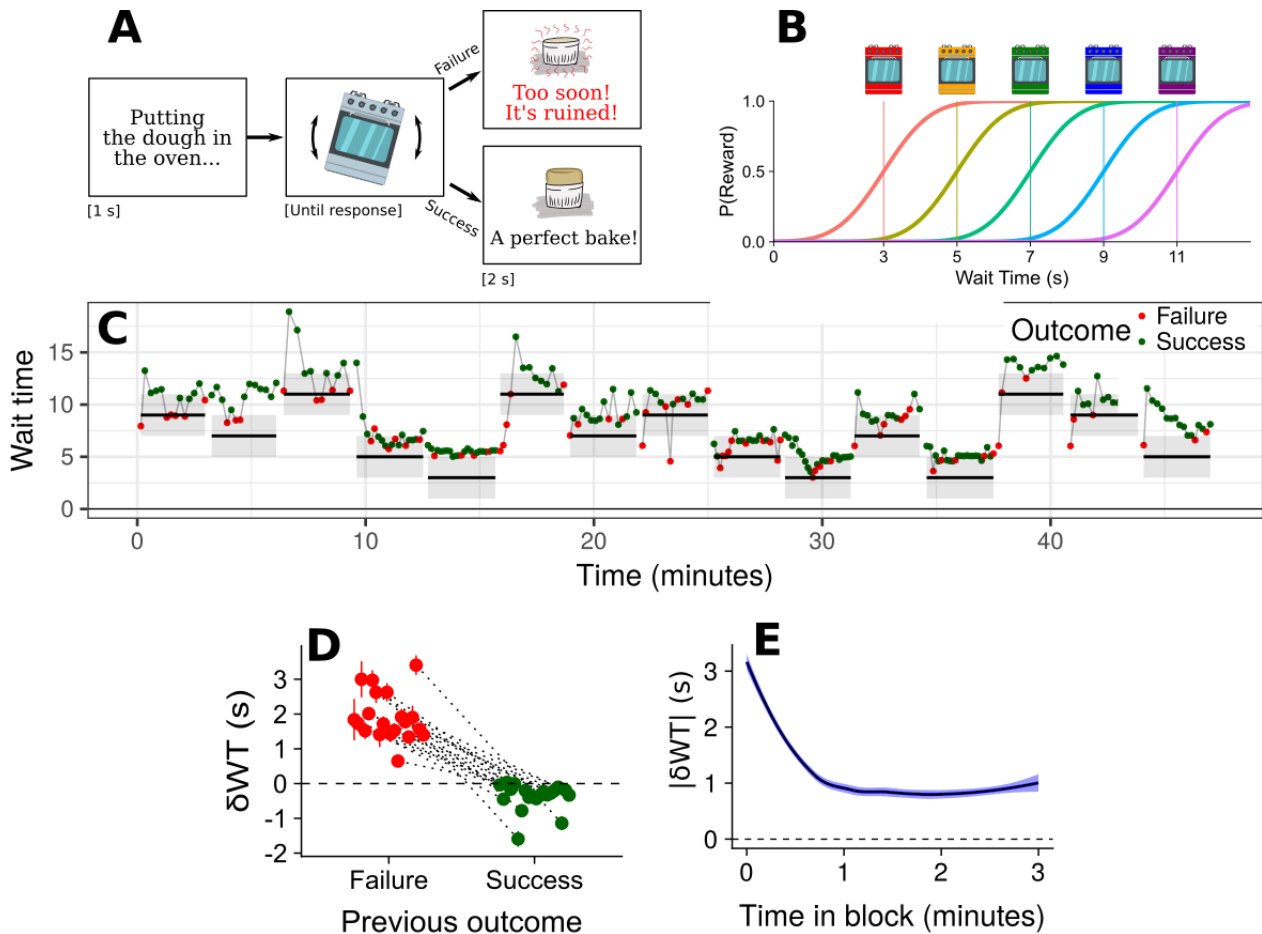 A
Putting
the dough in
the oven...
[1 s]
[Until response]
Failure
Success
Too soon!
It's ruined!
A perfect bake!
[2 s]
B
P(Reward)
1.0
0.5
0.0
0
3
5
7
9
11
Wait Time (s)
C
Outcome
Failure
Success
Wait time
15
10
5
0
0
10
20
30
40
Time (minutes)
D
δWT (s)
3
2
1
0
-1
-2
Failure
Success
Previous outcome
E
|δWT| (s)
3
2
1
0
0
1
2
3
Time in block (minutes)